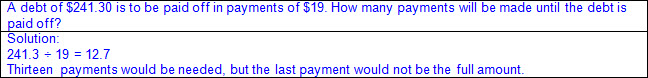 A debt of $241.30 is to be paid off in payments of $19. How many payments will be made until the debt is
paid off?
Solution:
241.3 ÷ 19 = 12.7
Thirteen  payments would be needed, but the last payment would not be the full amount.